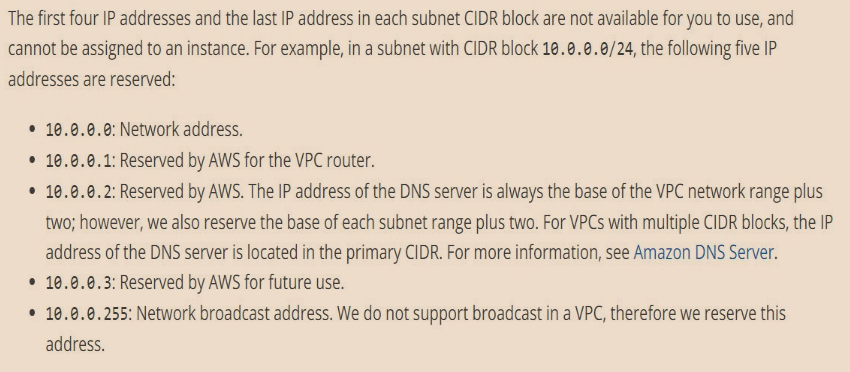 The first four IP addresses and the last IP address in each subnet CIDR block are not available for you to use, and
cannot be assigned to an instance. For example, in a subnet with CIDR block 10.0.0.0/24, the following five IP
addresses are reserved:
• 10.0.0.0: Network address.
• 10.0.0.1: Reserved by AWS for the VPC router.
• 10.0.0.2: Reserved by AWS. The IP address of the DNS server is always the base of the VPC network range plus
two; however, we also reserve the base of each subnet range plus two. For VPCs with multiple CIDR blocks, the IP
address of the DNS server is located in the primary CIDR. For more information, see Amazon DNS Server.
• 10.0.0.3: Reserved by AWS for future use.
• 10.0.0.255: Network broadcast address. We do not support broadcast in a VPC, therefore we reserve this
address.